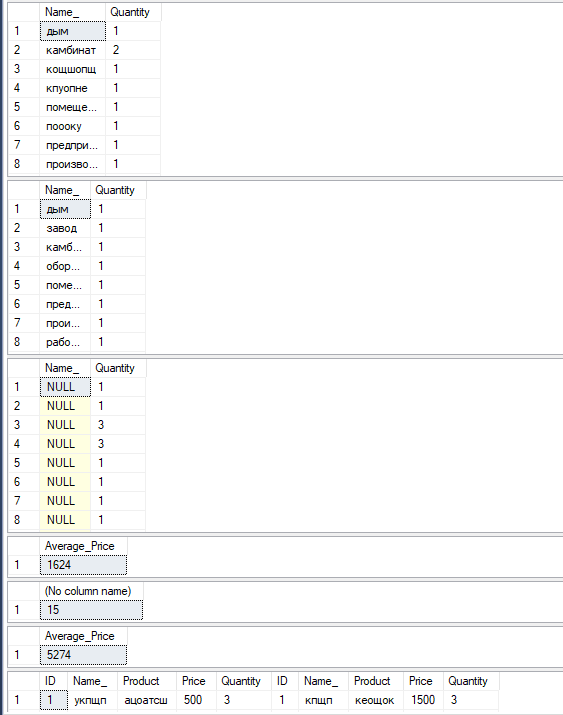 Name_ Quantity
1 дым 1
2 камбинат 2
3 кощшопщ 1
4 кпуопне 1
5 помеще... 1
6 поооку 1
7 предпри... 1
8 произво... 1
Name_ Quantity
1 дым 1
2 завод 1
3 камб... 1
4 обор... 1
5 поме... 1
6 пред... 1
7 прои... 1
8 рабо... 1
Name_ Quantity
1 NULL 1
2 NULL 1
3 NULL 3
4 NULL 3
5 NULL 1
6 NULL 1
7 NULL 1
8 NULL 1
Average_Price
1 1624
(No column name)
1 15
Average_Price
1 5274
ID Name_ Product Price Quantity ID Name_ Product Price Quantity
1 1 укпщп ацоатсш 500 3 1 кпщп кеощок 1500 3